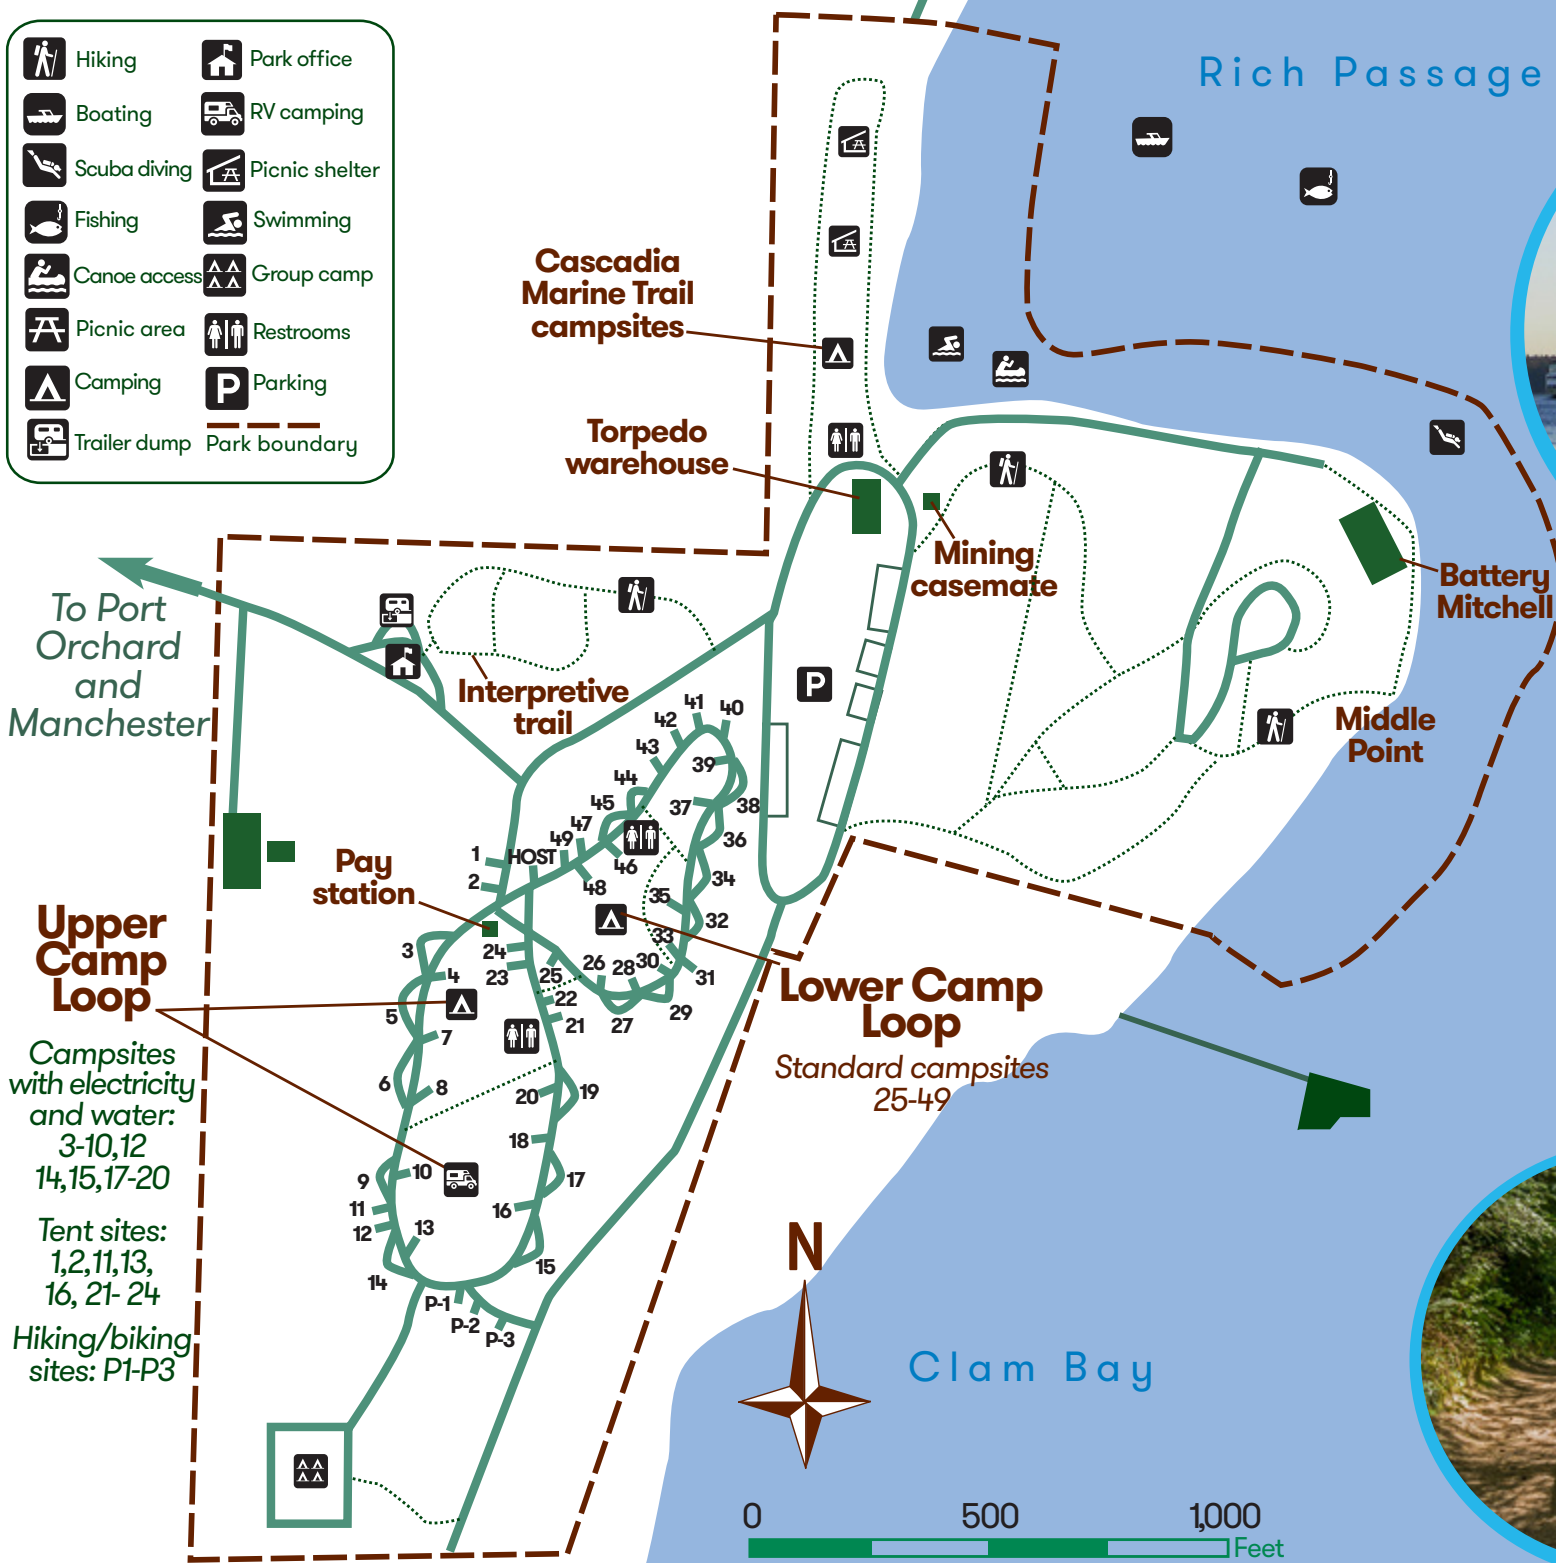 Hiking
Boating
Scuba diving
Fishing
Canoe access
Picnic area
Camping
Trailer dump
Park office
RV camping
Picnic shelter
Swimming
Group camp
Restrooms
P
Parking
Park boundary
Rich Passage
Cascadia
Marine Trail
campsites
Torpedo
warehouse
Mining
casemate
Battery
Mitchell
Middle
Point
To Port
Orchard
and
Manchester
Interpretive
trail
P
41
40
42
43
39
44
45
37
38
47
49
36
46
1
HOST
2
48
34
35
32
33
Pay
station
Upper
Camp
Loop
3
24
4
23
25
26
28
30
31
22
29
5
21
27
7
6
8
20
19
18
10
9
17
11
16
12
13
14
15
P-1
P-2
P-3
Lower Camp
Loop
Standard campsites
25-49
Campsites
with electricity
and water:
3-10,12
14,15,17-20
Tent sites:
1,2,11,13,
16, 21- 24
Hiking/biking
sites: P1-P3
N
Clam Bay
0 500 1,000
Feet